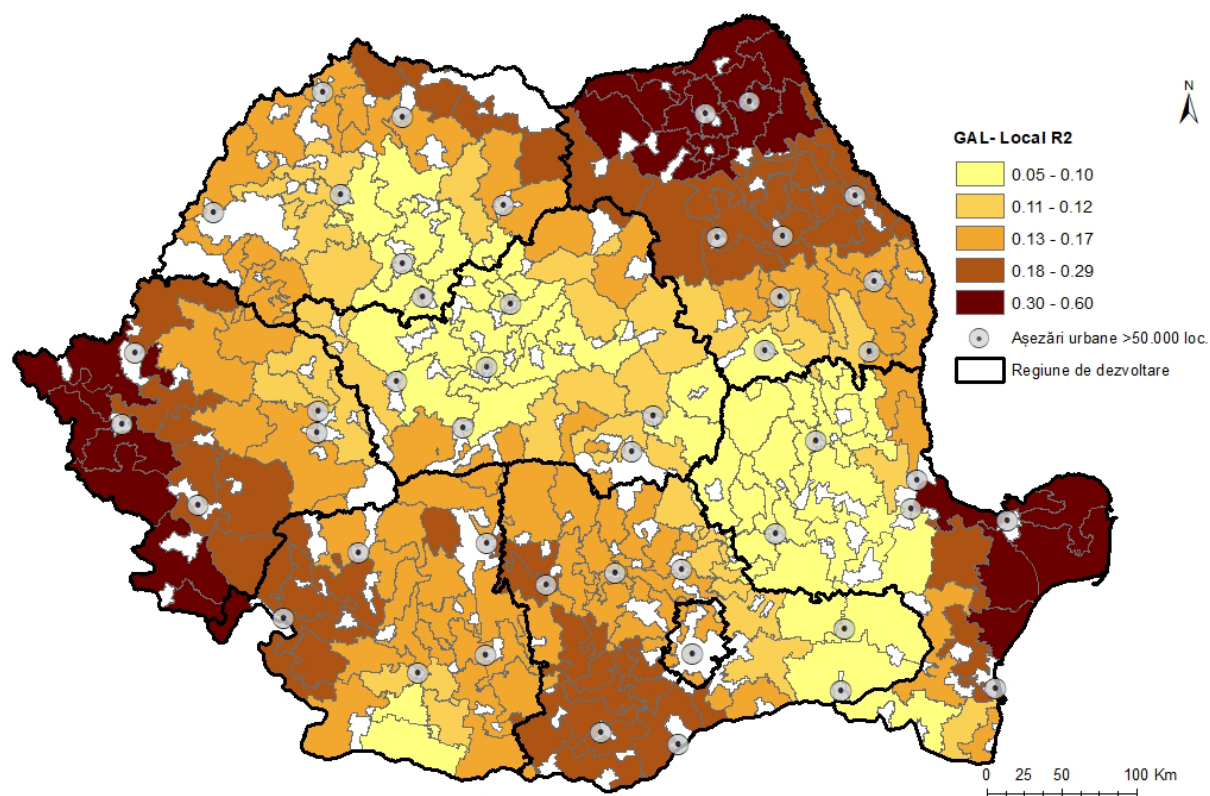 N
GAL- Local R2
0.05 - 0.10
0.11 - 0.12
0.13 - 0.17
0.18 - 0.29
0.30 - 0.60
Așezări urbane >50.000 loc.
Regiune de dezvoltare
0 25 50 100 Km